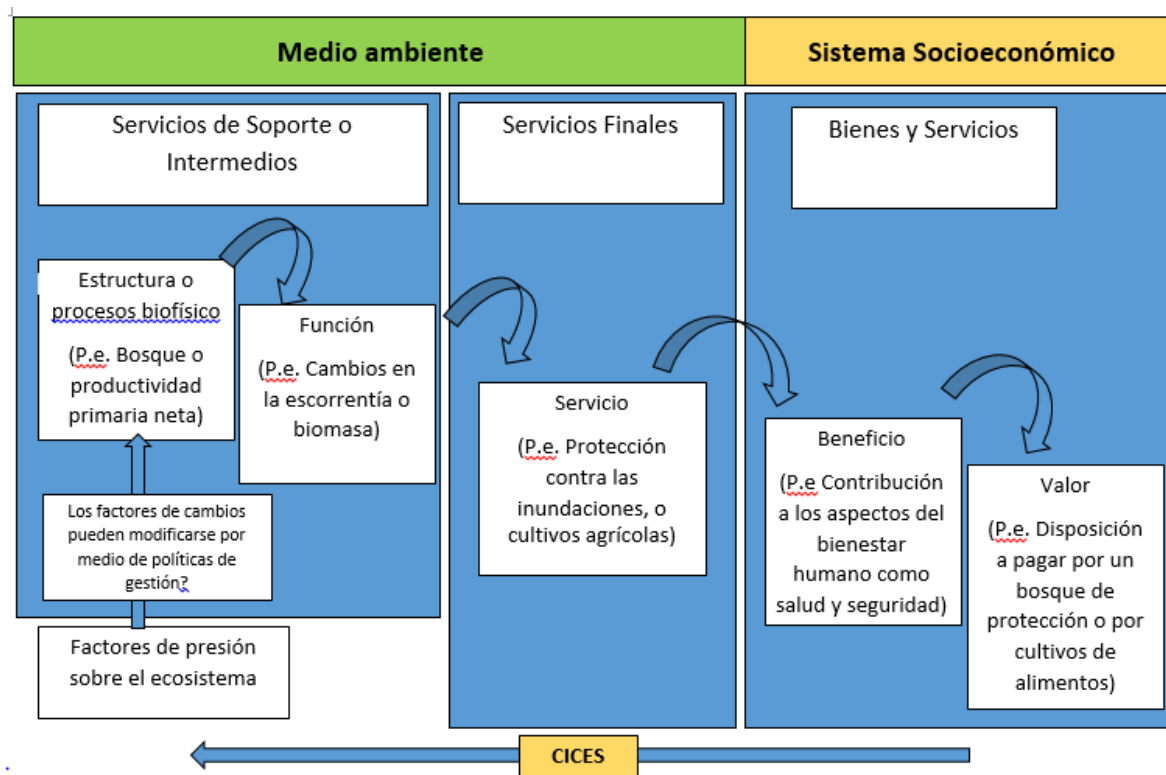 Medio ambiente
Sistema Socioeconómico
Servicios de Soporte o
Intermedios
Servicios Finales
Bienes y Servicios
Estructura o
procesos biofísico
(P.e. Bosque o
productividad
primaria neta)
Función
(P.e. Cambios en
la escorrentía o
biomasa)
Servicio
(P.e. Protección
contra las
inundaciones, o
cultivos agrícolas)
Beneficio
(P.e Contribución
a los aspectos del
bienestar
humano como
salud y seguridad)
Valor
(P.e. Disposición
a pagar por un
bosque de
protección o por
cultivos de
alimentos)
Los factores de cambios
pueden modificarse por
medio de políticas de
gestión?
Factores de presión
sobre el ecosistema
CICES